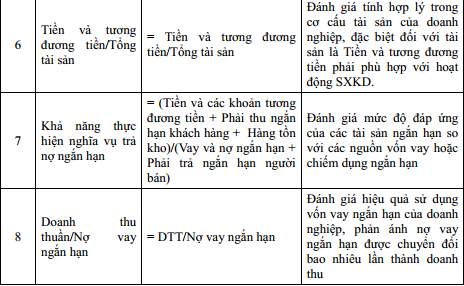 6
Tiền và tương
đương tiền/Tổng
tài sản
= Tiền và tương đương
tiền/Tổng tài sản
Đánh giá tính hợp lý trong
cơ cấu tài sản của doanh
nghiệp, đặc biệt đối với tài
sản là Tiền và tương đương
tiền phải phù hợp với hoạt
động SXKD.
7
Khả năng thực
hiện nghĩa vụ trả
nợ ngắn hạn
= (Tiền và các khoản tương
đương tiền + Phải thu ngắn
hạn khách hàng + Hàng tồn
kho)/(Vay và nợ ngắn hạn +
Phải trả ngắn hạn người
bán)
Đánh giá mức độ đáp ứng
của các tài sản ngắn hạn so
với các nguồn vốn vay hoặc
chiếm dụng ngắn hạn
8
Doanh thu
thuần/Nợ vay
ngắn hạn
= DTT/Nợ vay ngắn hạn
Đánh giá hiệu quả sử dụng
vốn vay ngắn hạn của doanh
nghiệp, phản ánh nợ vay
ngắn hạn được chuyển đổi
bao nhiêu lần thành doanh
thu